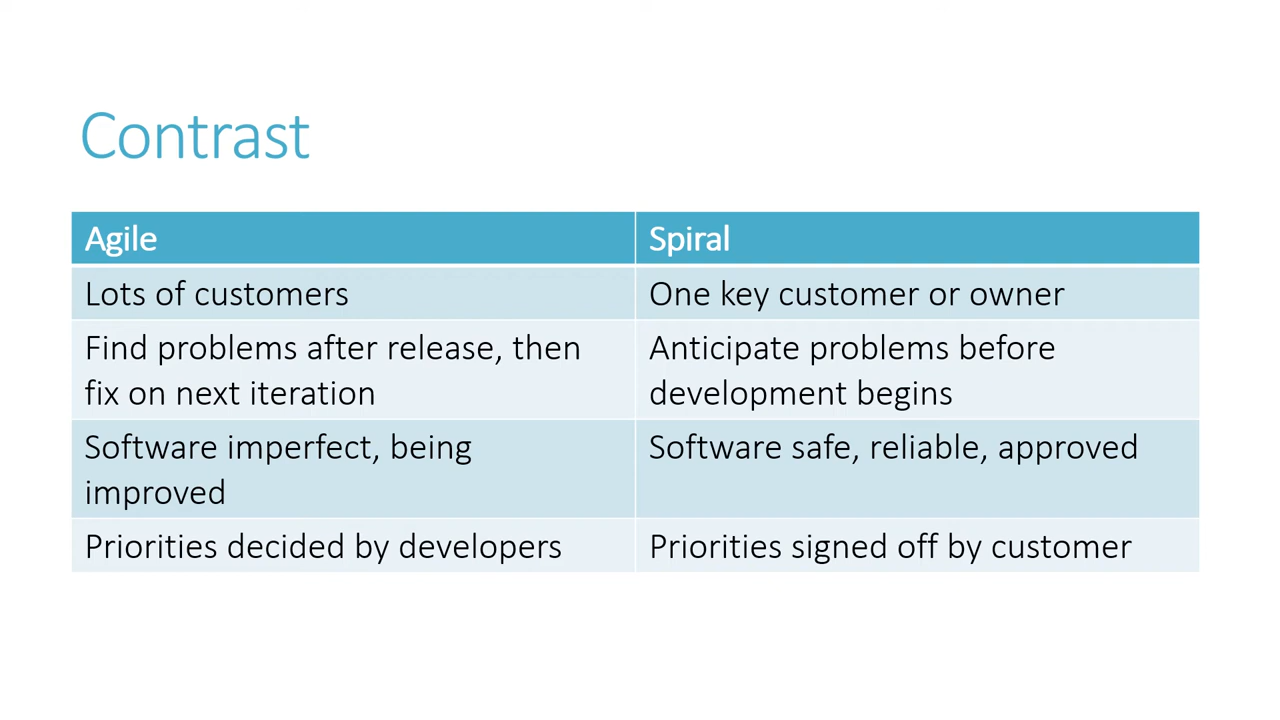 Contrast
Agile
Spiral
Lots of customers
One key customer or owner
Find problems after release, then
fix on next iteration
Anticipate problems before
development begins
Software imperfect, being
improved
Software safe, reliable, approved
Priorities decided by developers
Priorities signed off by customer